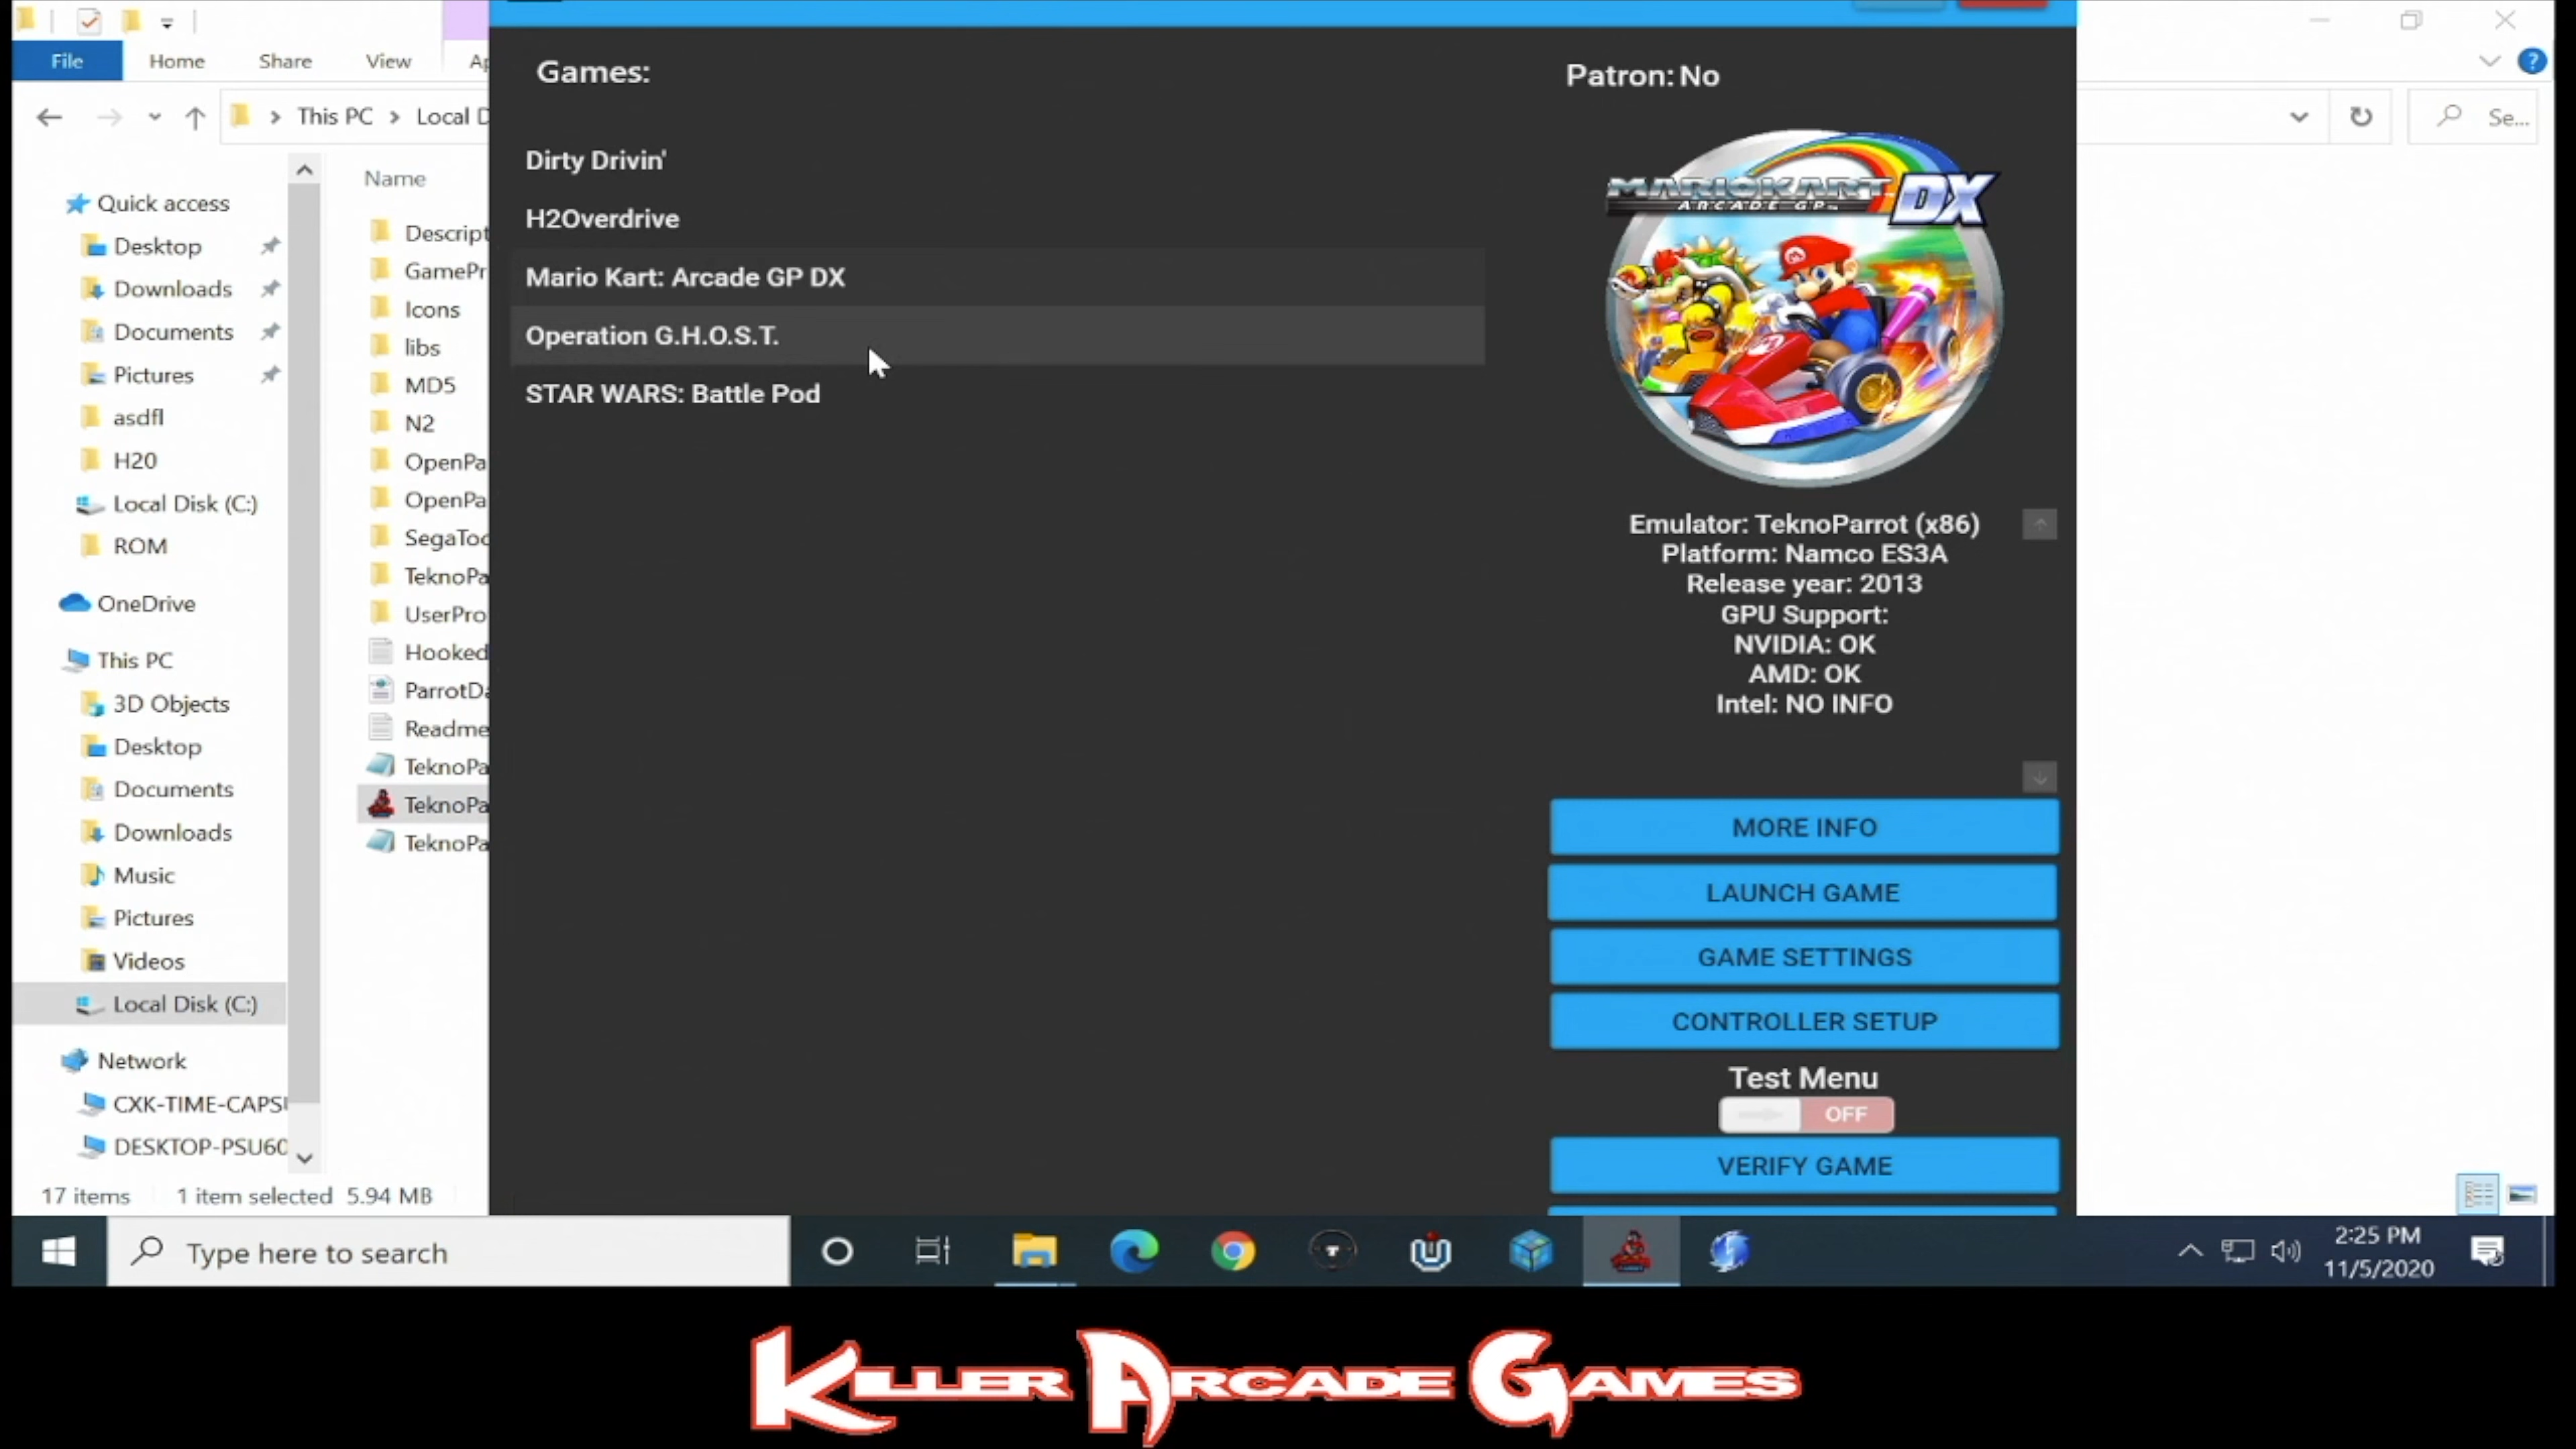 File
Home
Share
View
Ap
This PC
Local D
Se...
Quick access
Desktop
Downloads
Documents
Pictures
asdfl
H20
Local Disk (C:)
ROM
OneDrive
This PC
3D Objects
Desktop
Documents
Downloads
Music
Pictures
Videos
Local Disk (C:)
Network
CXK-TIME-CAPSU
DESKTOP-PSU60
17 items
1 item selected 5.94 MB
Name
Descript
GamePr
Icons
libs
MD5
N2
OpenPa
OpenPa
SegaToo
TeknoPa
UserPro
Hooked
ParrotDa
Readme
TeknoPa
TeknoPa
TeknoPa
Games:
Dirty Drivin'
H2Overdrive
Mario Kart: Arcade GP DX
Operation G.H.O.S.T.
STAR WARS: Battle Pod
Patron: No
MARIOKART DX
ARCADE GP
Emulator: TeknoParrot (x86)
Platform: Namco ES3A
Release year: 2013
GPU Support:
NVIDIA: OK
AMD: OK
Intel: NO INFO
MORE INFO
LAUNCH GAME
GAME SETTINGS
CONTROLLER SETUP
Test Menu
OFF
VERIFY GAME
Type here to search
2:25 PM
11/5/2020
KILLER ARCADE GAMES